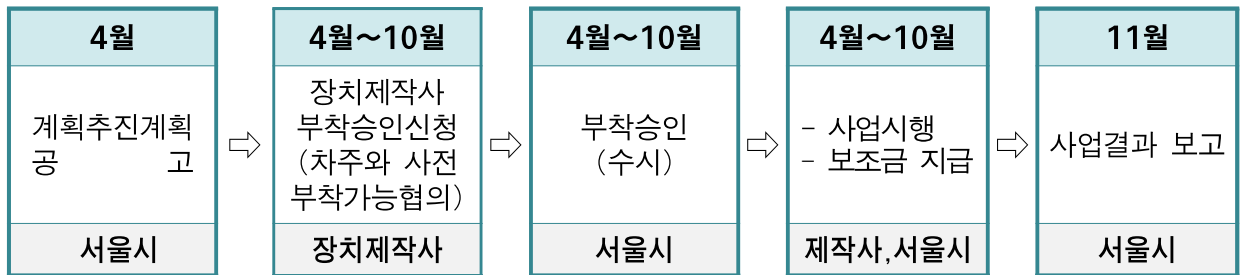 4월
계획추진계획
공 고
서울시
4월~10월
장치제작사
부착승인신청
(차주와 사전
부착가능협의)
장치제작사
4월~10월
부착승인
(수시)
서울시
4월~10월
- 사업시행
- 보조금 지급
제작사,서울시
11월
사업결과 보고
서울시